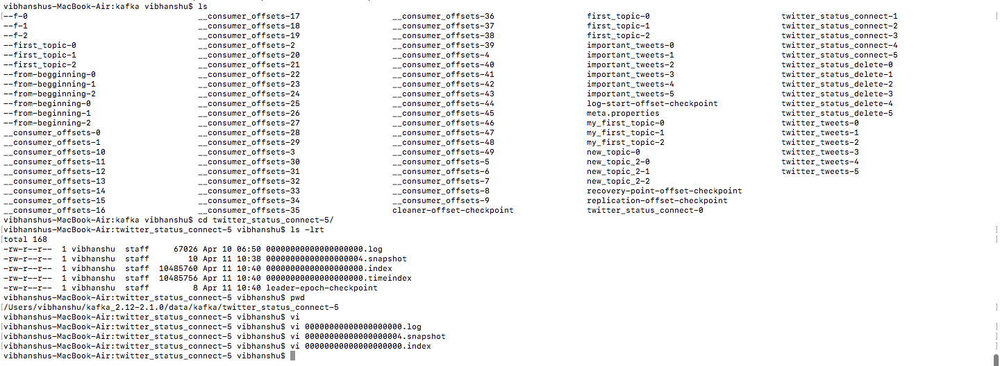 vibhanshus-MacBook-Air:kafka vibhanshu$ ls
[--f-0 __consumer_offsets-17 __consumer_offsets-36 first_topic-0 twitter_status_connect-1 ]
--f-1 __consumer_offsets-18 __consumer_offsets-37 first_topic-1 twitter_status_connect-2
--f-2 __consumer_offsets-19 __consumer_offsets-38 first_topic-2 twitter_status_connect-3
--first_topic-0 __consumer_offsets-2 __consumer_offsets-39 important_tweets-0 twitter_status_connect-4
--first_topic-1 __consumer_offsets-20 __consumer_offsets-4 important_tweets-1 twitter_status_connect-5
--first_topic-2 __consumer_offsets-21 __consumer_offsets-40 important_tweets-2 twitter_status_delete-0
--from-begginning-0 __consumer_offsets-22 __consumer_offsets-41 important_tweets-3 twitter_status_delete-1
--from-begginning-1 __consumer_offsets-23 __consumer_offsets-42 important_tweets-4 twitter_status_delete-2
--from-begginning-2 __consumer_offsets-24 __consumer_offsets-43 important_tweets-5 twitter_status_delete-3
--from-beginning-0 __consumer_offsets-25 __consumer_offsets-44 log-start-offset-checkpoint twitter_status_delete-4
--from-beginning-1 __consumer_offsets-26 __consumer_offsets-45 meta.properties twitter_status_delete-5
--from-beginning-2 __consumer_offsets-27 __consumer_offsets-46 my_first_topic-0 twitter_tweets-0
__consumer_offsets-0 __consumer_offsets-28 __consumer_offsets-47 my_first_topic-1 twitter_tweets-1
__consumer_offsets-1 __consumer_offsets-29 __consumer_offsets-48 my_first_topic-2 twitter_tweets-2
__consumer_offsets-10 __consumer_offsets-3 __consumer_offsets-49 new_topic-0 twitter_tweets-3
__consumer_offsets-11 __consumer_offsets-30 __consumer_offsets-5 new_topic_2-0 twitter_tweets-4
__consumer_offsets-12 __consumer_offsets-31 __consumer_offsets-6 new_topic_2-1 twitter_tweets-5
__consumer_offsets-13 __consumer_offsets-32 __consumer_offsets-7 new_topic_2-2
__consumer_offsets-14 __consumer_offsets-33 __consumer_offsets-8 recovery-point-offset-checkpoint
__consumer_offsets-15 __consumer_offsets-34 __consumer_offsets-9 replication-offset-checkpoint
__consumer_offsets-16 __consumer_offsets-35 cleaner-offset-checkpoint twitter_status_connect-0
vibhanshus-MacBook-Air:kafka vibhanshu$ cd twitter_status_connect-5/
[vibhanshus-MacBook-Air:twitter_status_connect-5 vibhanshu$ ls -lrt ]
[total 168 ]
-rw-r--r-- 1 vibhanshu staff 67026 Apr 10 06:50 00000000000000000000.log
-rw-r--r-- 1 vibhanshu staff 10 Apr 11 10:38 00000000000000000004.snapshot
-rw-r--r-- 1 vibhanshu staff 10485760 Apr 11 10:40 00000000000000000000.index
-rw-r--r-- 1 vibhanshu staff 10485756 Apr 11 10:40 00000000000000000000.timeindex
-rw-r--r-- 1 vibhanshu staff 8 Apr 11 10:40 leader-epoch-checkpoint
vibhanshus-MacBook-Air:twitter_status_connect-5 vibhanshu$ pwd
[/Users/vibhanshu/kafka_2.12-2.1.0/data/kafka/twitter_status_connect-5 ]
vibhanshus-MacBook-Air:twitter_status_connect-5 vibhanshu$ vi
[vibhanshus-MacBook-Air:twitter_status_connect-5 vibhanshu$ vi 00000000000000000000.log ]
[vibhanshus-MacBook-Air:twitter_status_connect-5 vibhanshu$ vi 00000000000000000004.snapshot ]
[vibhanshus-MacBook-Air:twitter_status_connect-5 vibhanshu$ vi 00000000000000000000.index ]
vibhanshus-MacBook-Air:twitter_status_connect-5 vibhanshu$